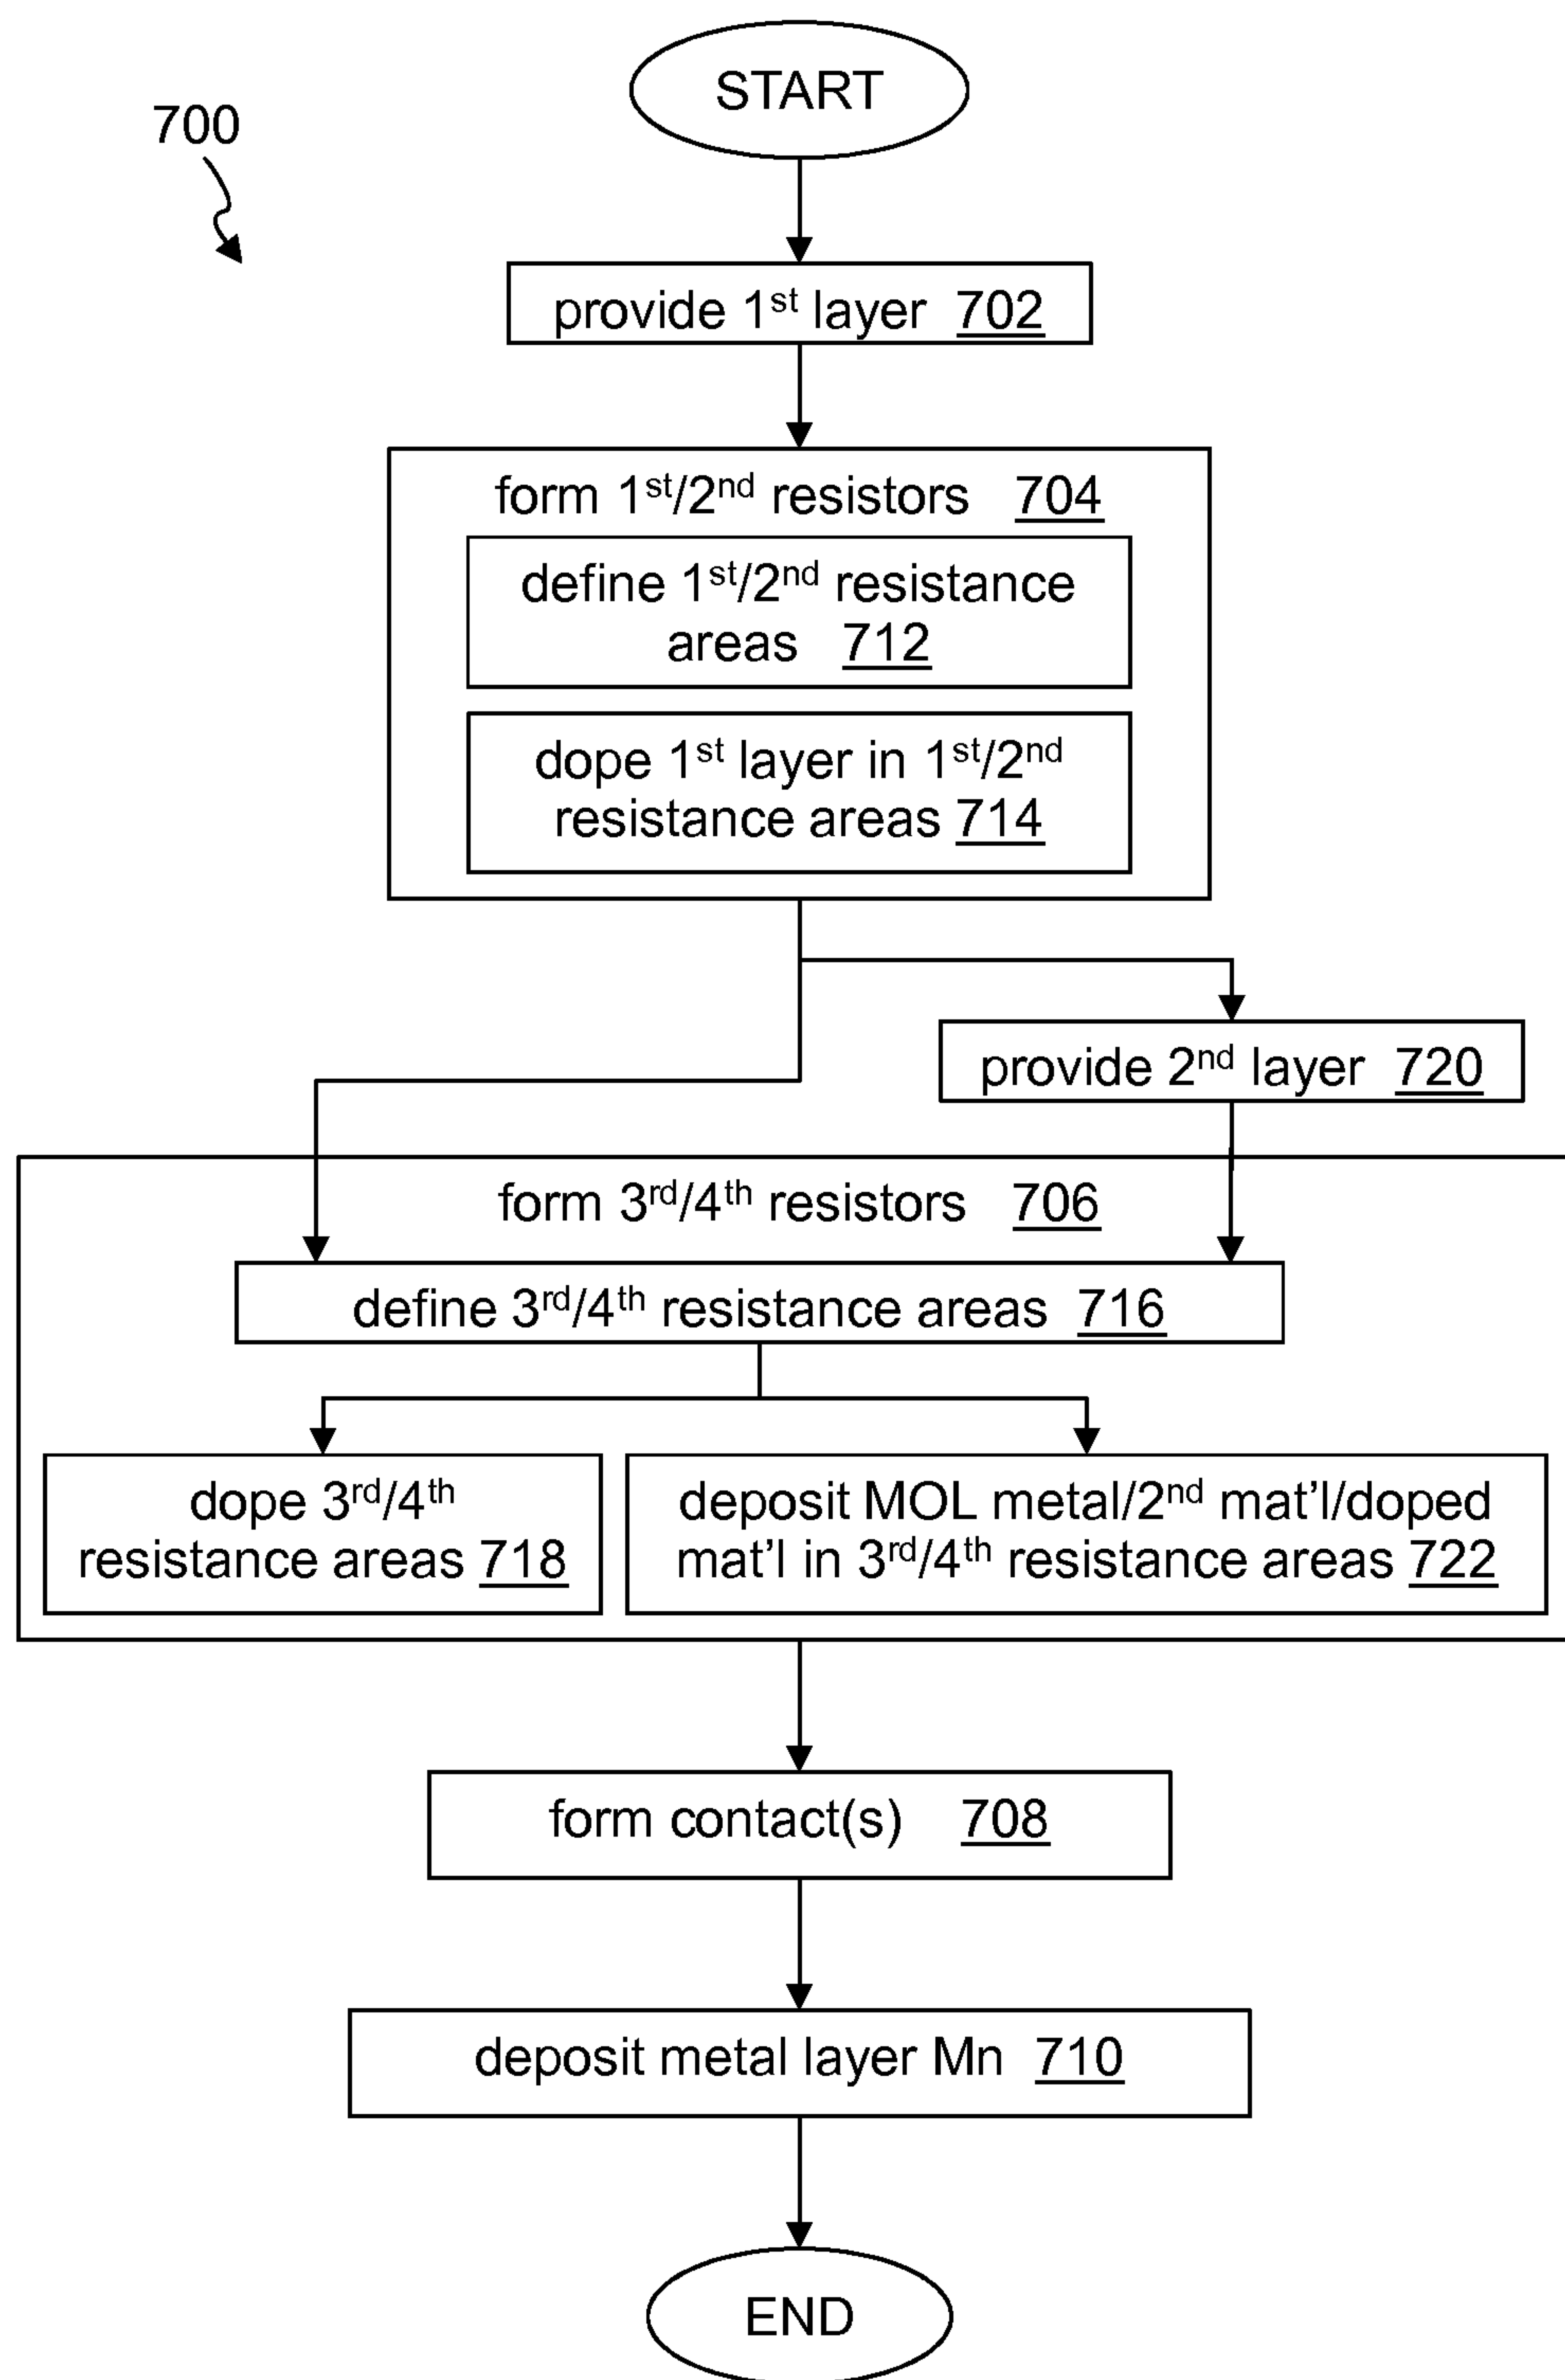 START
700
provide 1st layer 702
form 1st/2nd resistors 704
define 1st/2nd resistance
areas 712
dope 1st layer in 1st/2nd
resistance areas 714
provide 2nd layer 720
form 3rd/4th resistors 706
define 3rd/4th resistance areas 716
dope 3rd/4th
resistance areas 718
deposit MOL metal/2nd mat'l/doped
mat'l in 3rd/4th resistance areas 722
form contact(s) 708
deposit metal layer Mn 710
END